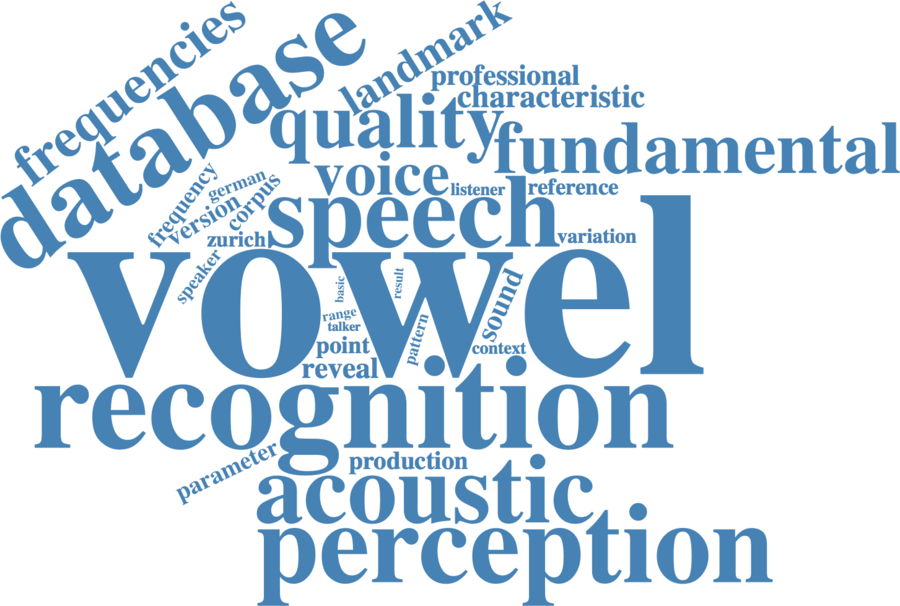 frequencies
database
landmark
professional
characteristic
quality
fundamental
voice
listener
reference
frequency
german
version
corpus
zurich
speech
variation
speaker
vowel
basic
result
sound
range
talker
pattern
point
context
reveal
recognition
parameter
production
acoustic
perception